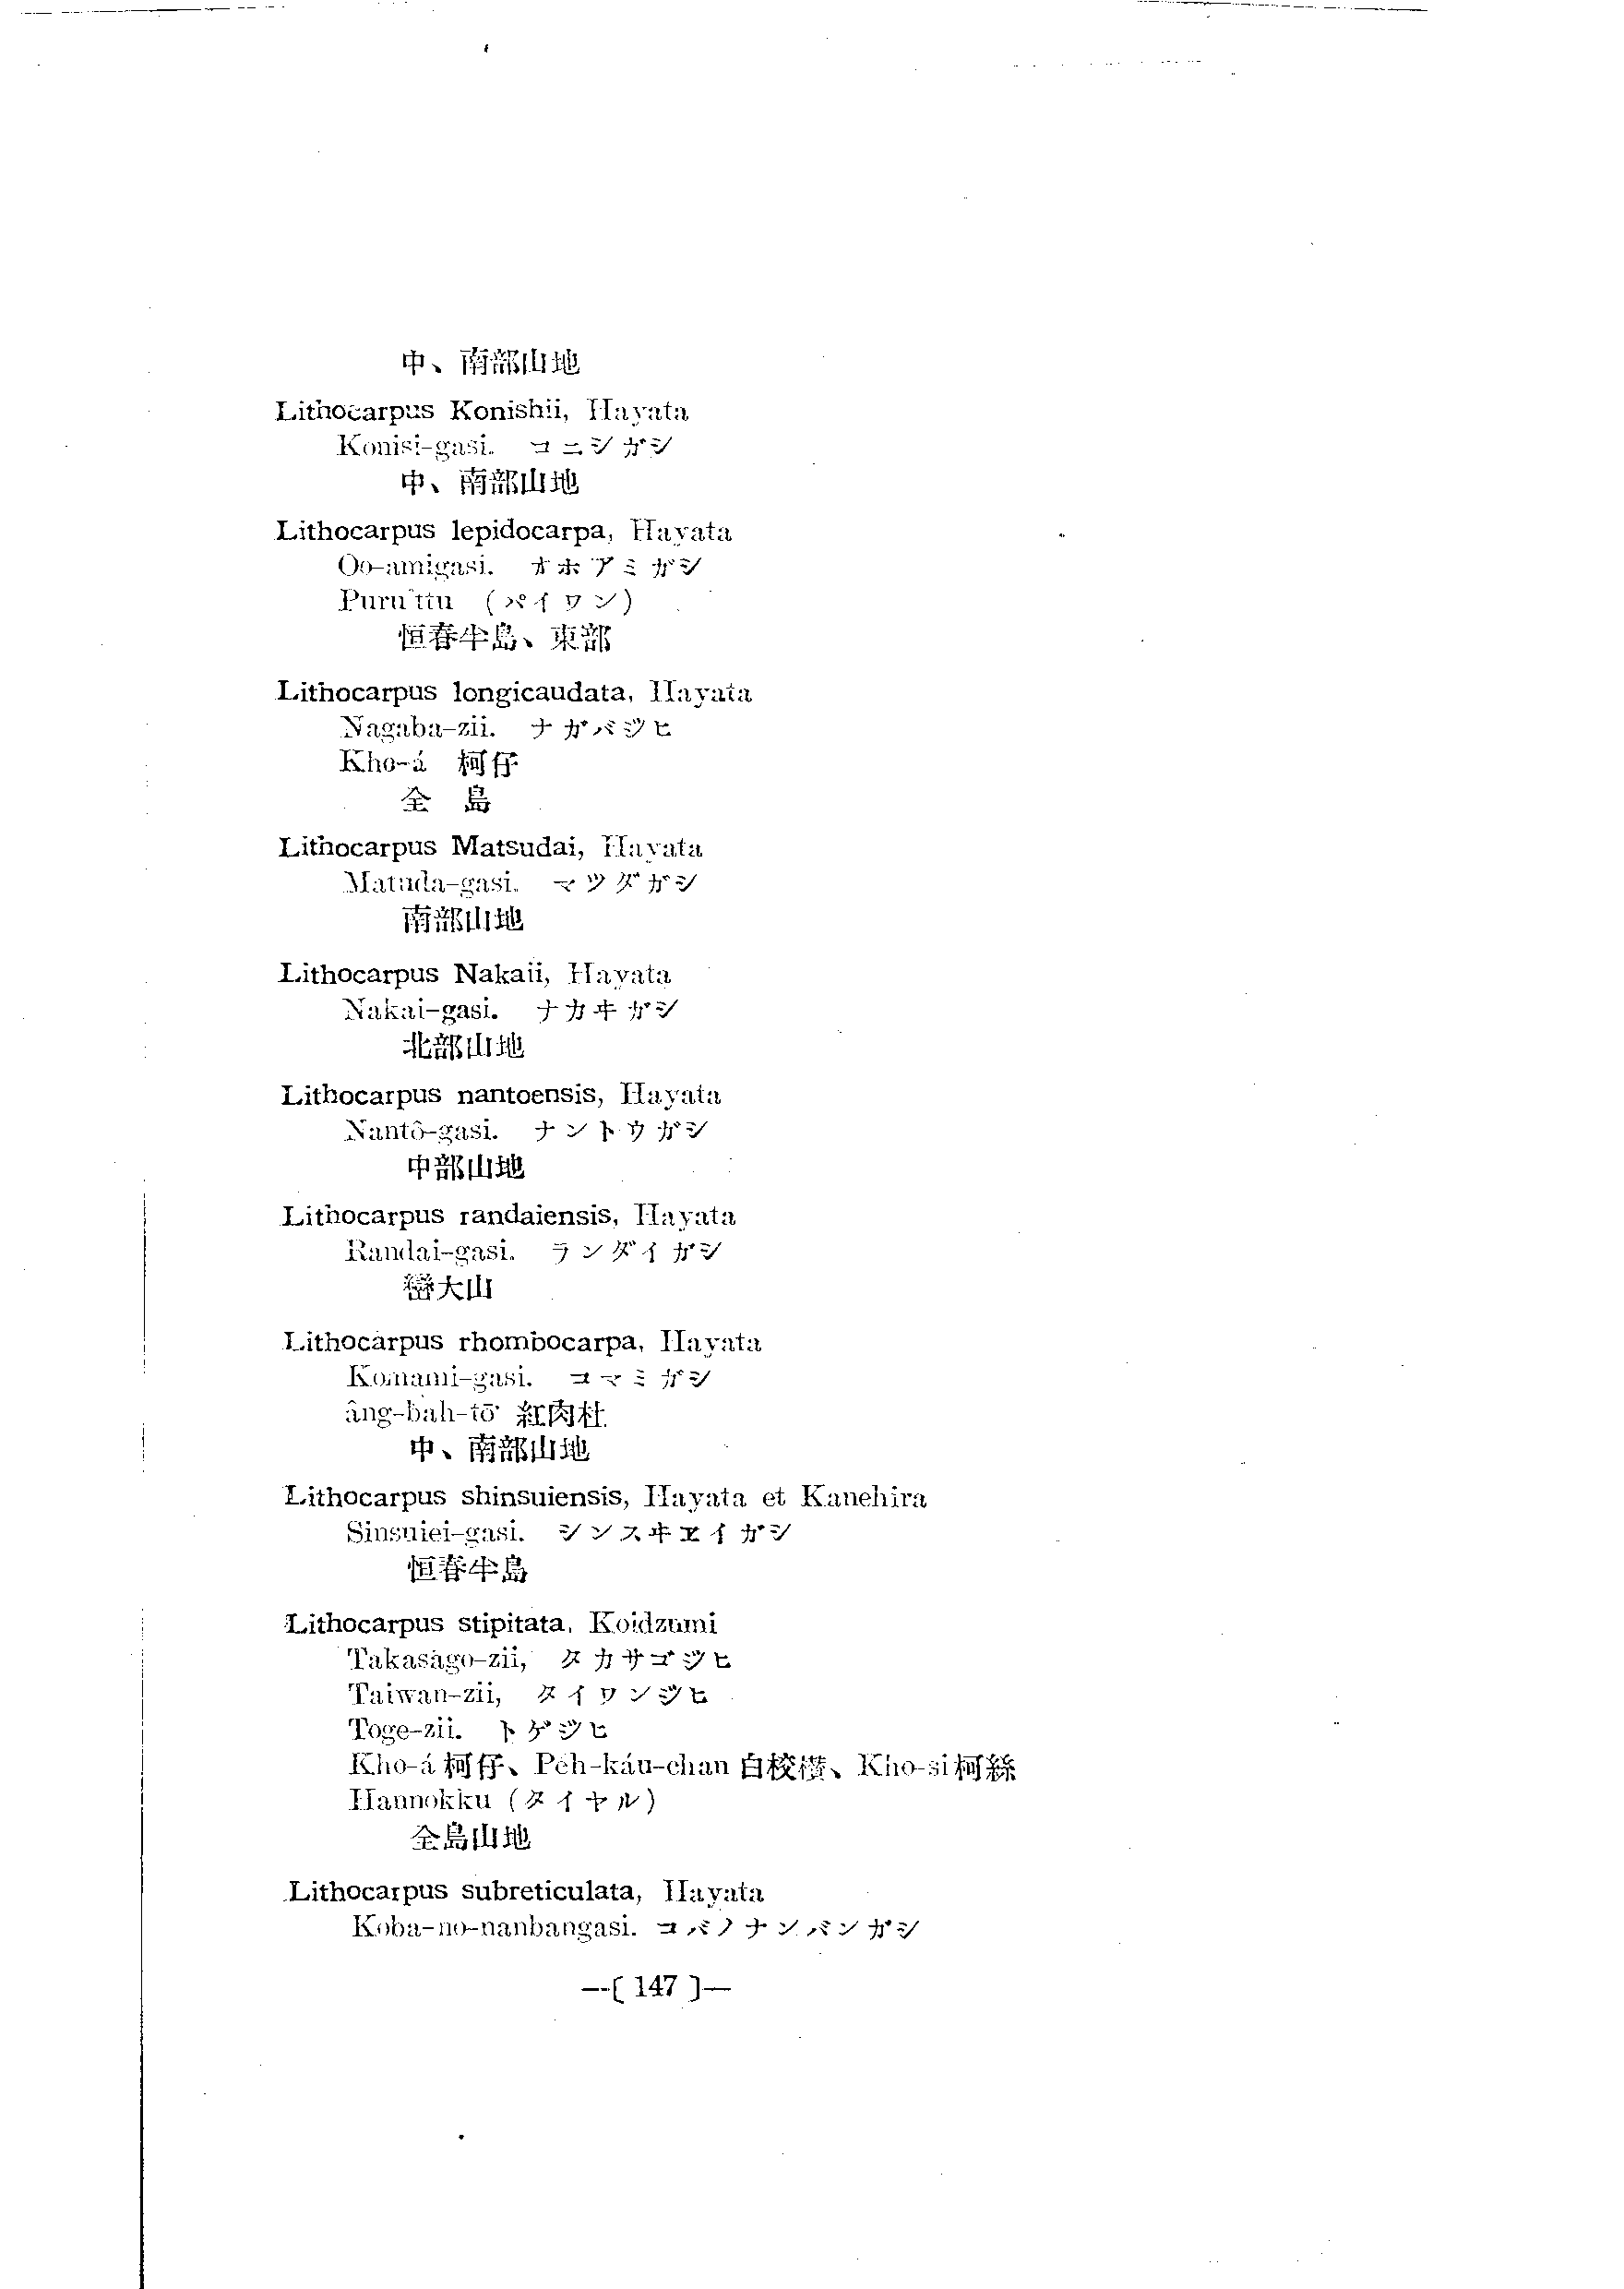 中、南部山地
Lithocarpus Konishii, Hayata
Konisi-gasi. コニシガシ
中、南部山地
Lithocarpus lepidocarpa, Hayata
Oo-amigasi. オホアミガシ
Puru'ttu (パイワン)
恒春半島、東部
Lithocarpus longicaudata, Hayata
Nagaba-zii. ナガバジヒ
Kho-á 柯仔
全 島
Lithocarpus Matsudai, Hayata
Matuda-gasi. マツダガシ
南部山地
Lithocarpus Nakaii, Hayata
Nakai-gasi. ナカヰガシ
北部山地
Lithocarpus nantoensis, Hayata
Nantô-gasi. ナントウガシ
中部山地
Lithocarpus randaiensis, Hayata
Randai-gasi. ランダイガシ
巒大山
Lithocarpus rhombocarpa, Hayata
Komami-gasi. コマミガシ
âng-bah-tō 紅肉杜
中、南部山地
Lithocarpus shinsuiensis, Hayata et Kanehira
Sinsuiei-gasi. シンスヰエイガシ
恒春半島
Lithocarpus stipitata, Koidzumi
Takasago-zii, タカサゴジヒ
Taiwan-zii, タイワンジヒ
Toge-zii. トゲジヒ
Kho-á 柯仔、Péh-káu-chan 白校欑、Kho-si 柯絲
Hannokku (タイヤル)
全島山地
Lithocarpus subreticulata, Hayata
Koba-no-nanbangasi. コバノナンバンガシ
—〔 147 〕—